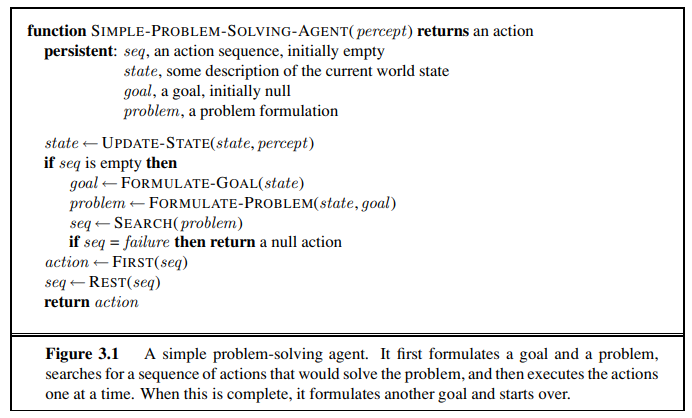 function SIMPLE-PROBLEM-SOLVING-AGENT(percept) returns an action
persistent: seq, an action sequence, initially empty
state, some description of the current world state
goal, a goal, initially null
problem, a problem formulation
state ← UPDATE-STATE(state, percept)
if seq is empty then
goal ← FORMULATE-GOAL(state)
problem ← FORMULATE-PROBLEM(state, goal)
seq ← SEARCH(problem)
if seq = failure then return a null action
action ← FIRST(seq)
seq ← REST(seq)
return action
Figure 3.1 A simple problem-solving agent. It first formulates a goal and a problem,
searches for a sequence of actions that would solve the problem, and then executes the actions
one at a time. When this is complete, it formulates another goal and starts over.